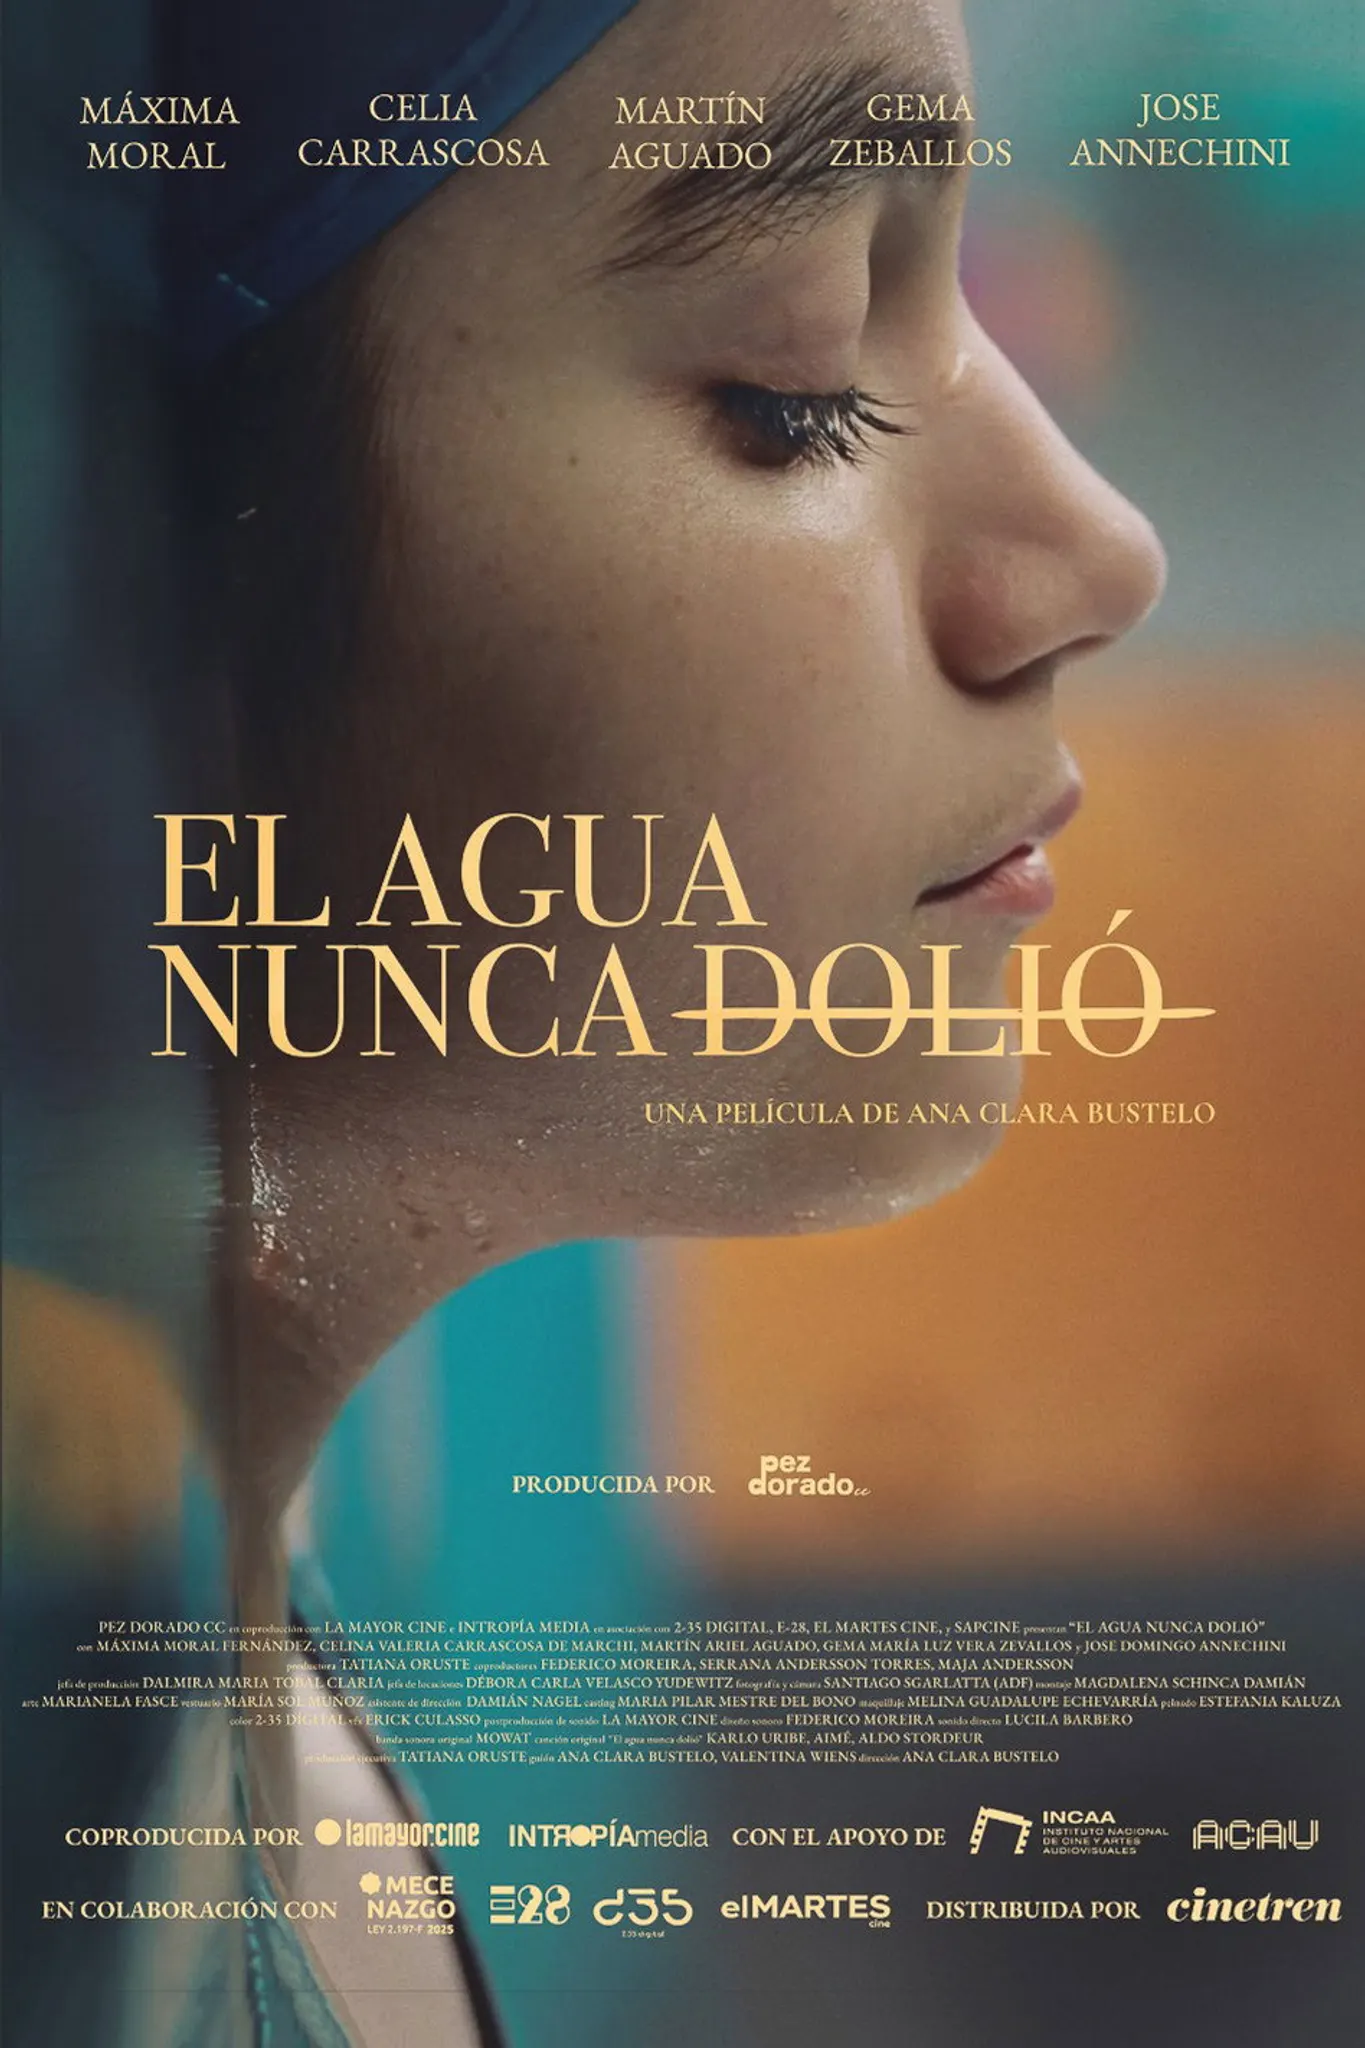 MÁXIMA MORAL
CELIA CARRASCOSA
MARTÍN AGUADO
GEMA ZEBALLOS
JOSE ANNECHINI
EL AGUA
NUNCA DOLIÓ
UNA PELÍCULA DE ANA CLARA BUSTELO
PRODUCIDA POR pez dorado cc
PEZ DORADO CC en coproducción con LA MAYOR CINE e INTROPÍA MEDIA en asociación con 2-35 DIGITAL, E-28, EL MARTES CINE, y SAPCINE presentan "EL AGUA NUNCA DOLIÓ"
con MÁXIMA MORAL FERNÁNDEZ, CELINA VALERIA CARRASCOSA DE MARCHI, MARTÍN ARIEL AGUADO, GEMA MARÍA LUZ VERA ZEVALLOS y JOSE DOMINGO ANNECHINI
productora TATIANA ORUSTE coproductores FEDERICO MOREIRA, SERRANA ANDERSSON TORRES, MAJA ANDERSSON
jefa de producción DALMIRA MARIA TOBAL CLARIA jefa de locaciones DÉBORA CARLA VELASCO YUDEWITZ fotografía y cámara SANTIAGO SGARLATTA (ADF) montaje MAGDALENA SCHINCA DAMIÁN
arte MARIANELA FASCE vestuario MARÍA SOL MUÑOZ asistente de dirección DAMIÁN NAGEL casting MARIA PILAR MESTRE DEL BONO maquillaje MELINA GUADALUPE ECHEVARRÍA peinado ESTEFANIA KALUZA
color 2-35 DIGITAL vfx ERICK CULASSO postproducción de sonido LA MAYOR CINE diseño sonoro FEDERICO MOREIRA sonido directo LUCILA BARBERO
banda sonora original MOWAT canción original "El agua nunca dolió" KARLO URIBE, AIMÉ, ALDO STORDEUR
producción ejecutiva TATIANA ORUSTE guión ANA CLARA BUSTELO, VALENTINA WIENS dirección ANA CLARA BUSTELO
COPRODUCIDA POR lamayor.cine INTROPÍAmedia CON EL APOYO DE INCAA INSTITUTO NACIONAL DE CINE Y ARTES AUDIOVISUALES ACAU
EN COLABORACIÓN CON MECENAZGO LEY 2.197-F 2025 E28 235 2.35 digital elMARTES cine DISTRIBUIDA POR cinetren